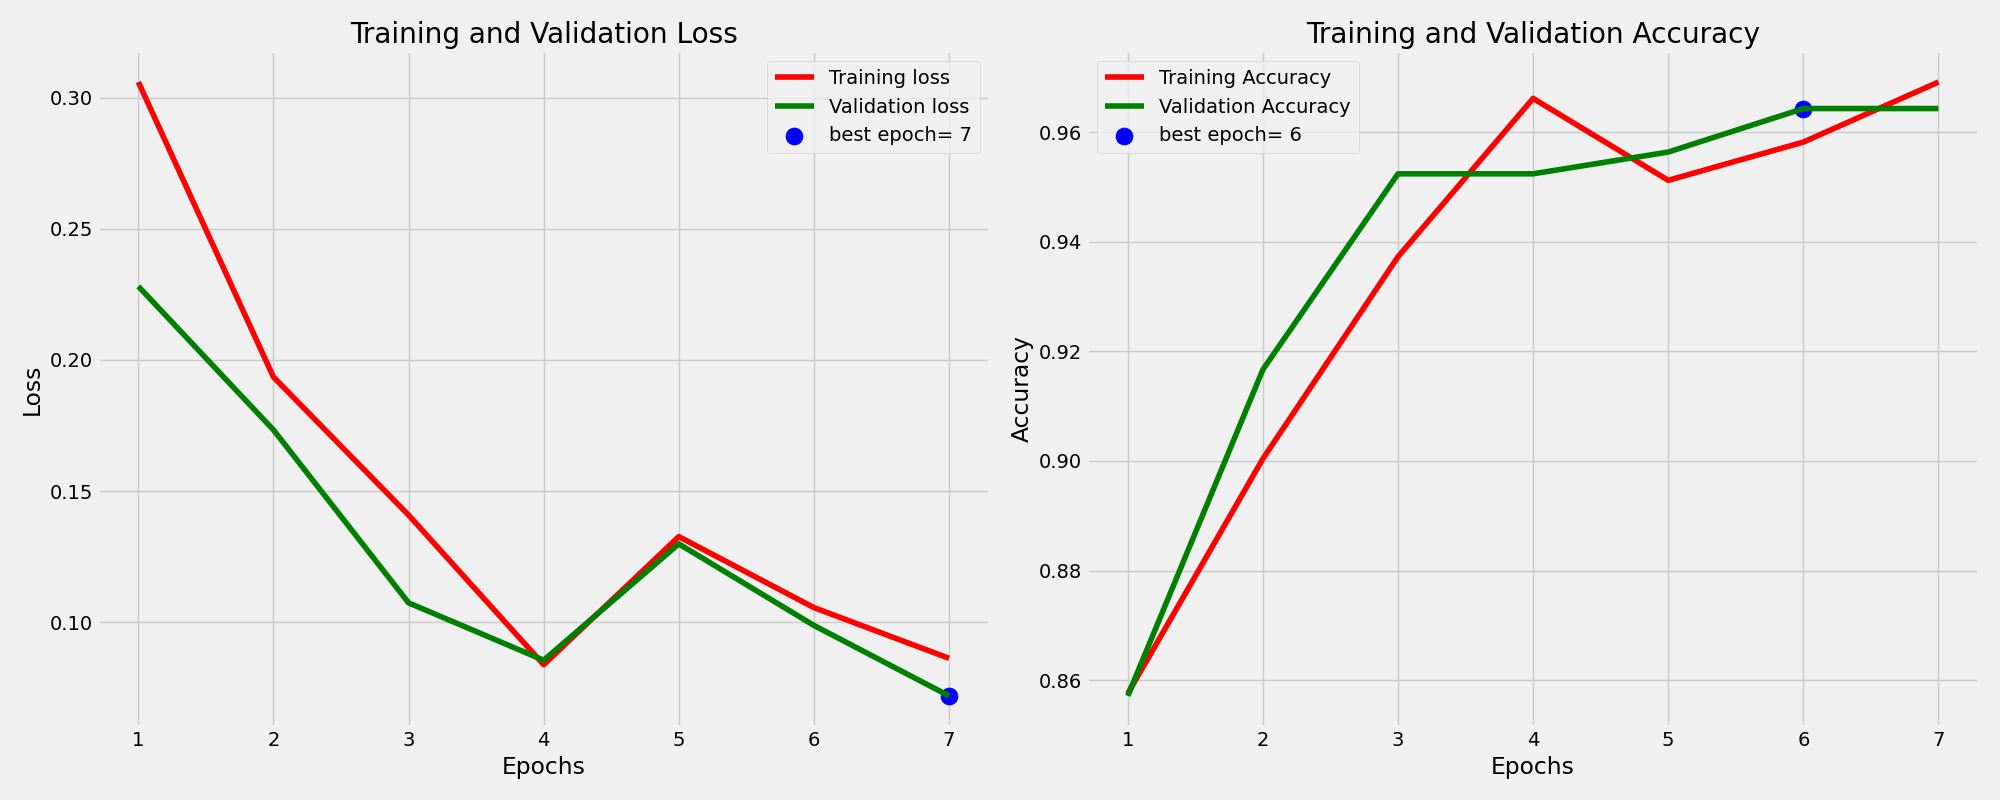 Training and Validation Loss
Training loss
Validation loss
best epoch= 7
0.30
0.25
0.20
0.15
0.10
Loss
1 2 3 4 5 6 7
Epochs
Training and Validation Accuracy
Training Accuracy
Validation Accuracy
best epoch= 6
0.96
0.94
0.92
0.90
0.88
0.86
Accuracy
1 2 3 4 5 6 7
Epochs